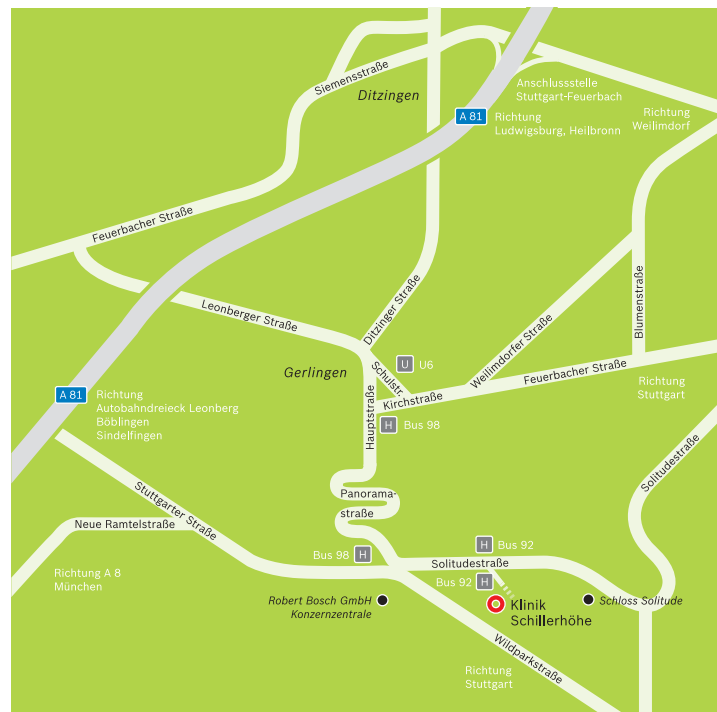 Siemensstraße
Ditzingen
Anschlussstelle
Stuttgart-Feuerbach
A 81
Richtung
Ludwigsburg, Heilbronn
Richtung
Weilimdorf
Feuerbacher Straße
Leonberger Straße
Ditzinger Straße
Blumenstraße
Weilimdorfer Straße
Gerlingen
U
U6
Schulstr.
Feuerbacher Straße
Kirchstraße
Richtung
Stuttgart
A 81
Richtung
Autobahndreieck Leonberg
Böblingen
Sindelfingen
Hauptstraße
H
Bus 98
Solitudestraße
Stuttgarter Straße
Panorama-
straße
Neue Ramtelstraße
Bus 98
H
H
Bus 92
Solitudestraße
Richtung A 8
München
Bus 92
H
Robert Bosch GmbH
Konzernzentrale
Klinik
Schillerhöhe
Schloss Solitude
Wildparkstraße
Richtung
Stuttgart